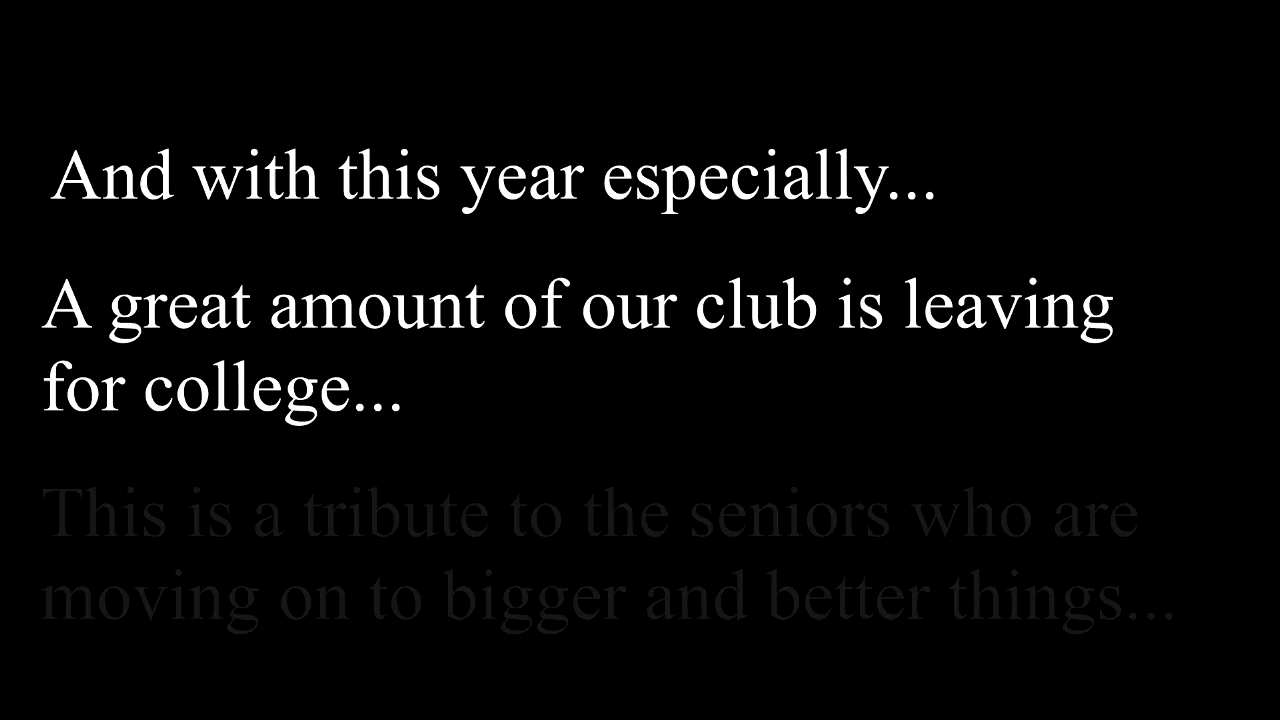 And with this year especially...
A great amount of our club is leaving
for college...
This is a tribute to the seniors who are
moving on to bigger and better things...